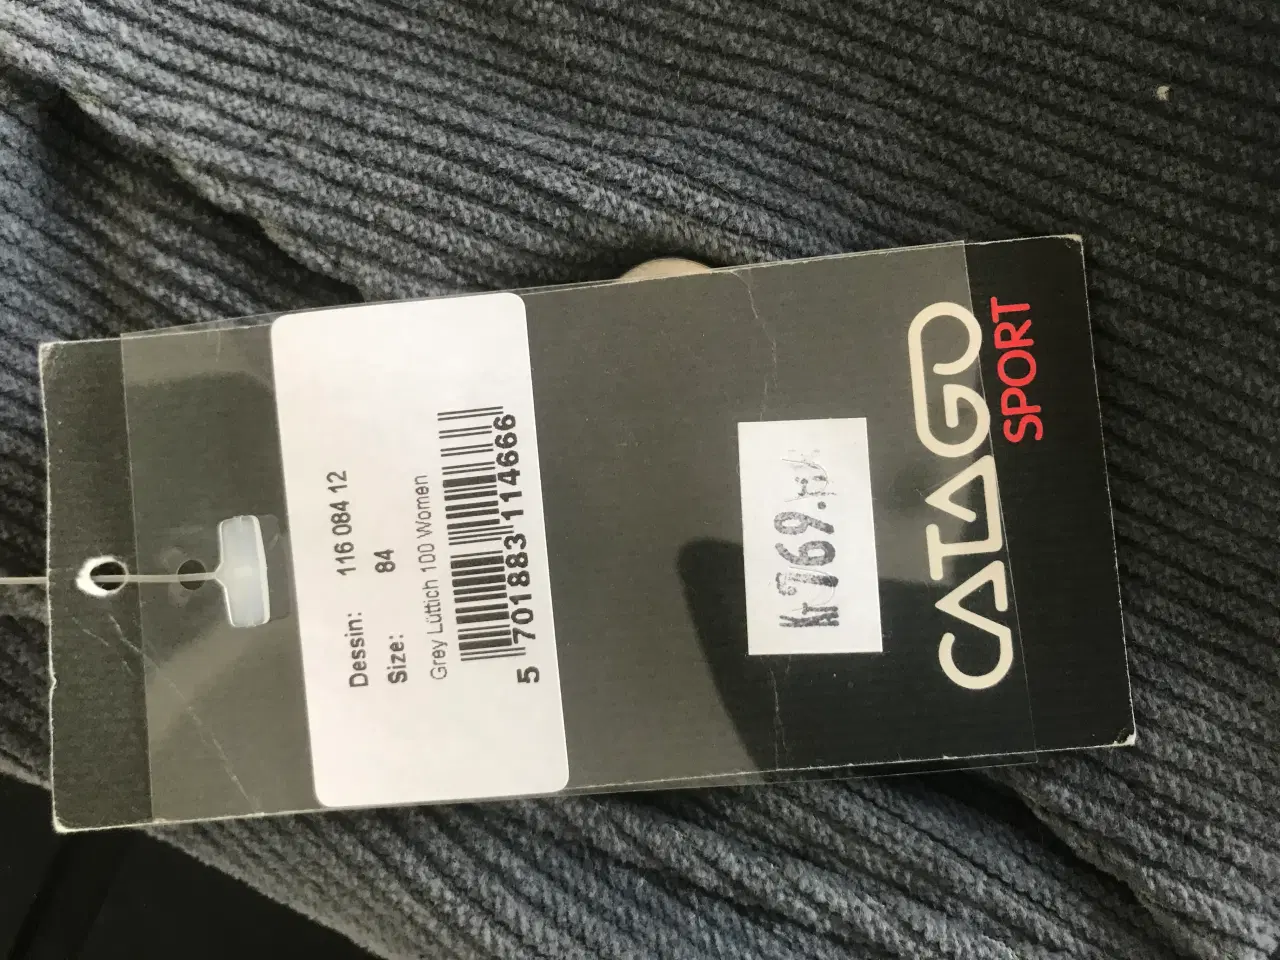 Dessin: 116 084 12
Size: 84
Grey Lüttich 100 Women
5 701883 114666
Kr 769.
CATAGO
SPORT